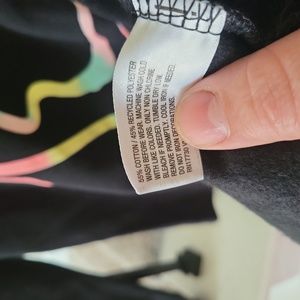 65% COTTON / 45% RECYCLED POLYESTER
WASH BEFORE WEAR. MACHINE WASH COLD
WITH LIKE COLORS. ONLY NON CHLORINE
BLEACH IF NEEDED. TUMBLE DRY LOW.
REMOVE PROMPTLY. COOL IRON IF NEEDED.
DO NOT IRON DECORATIONS.